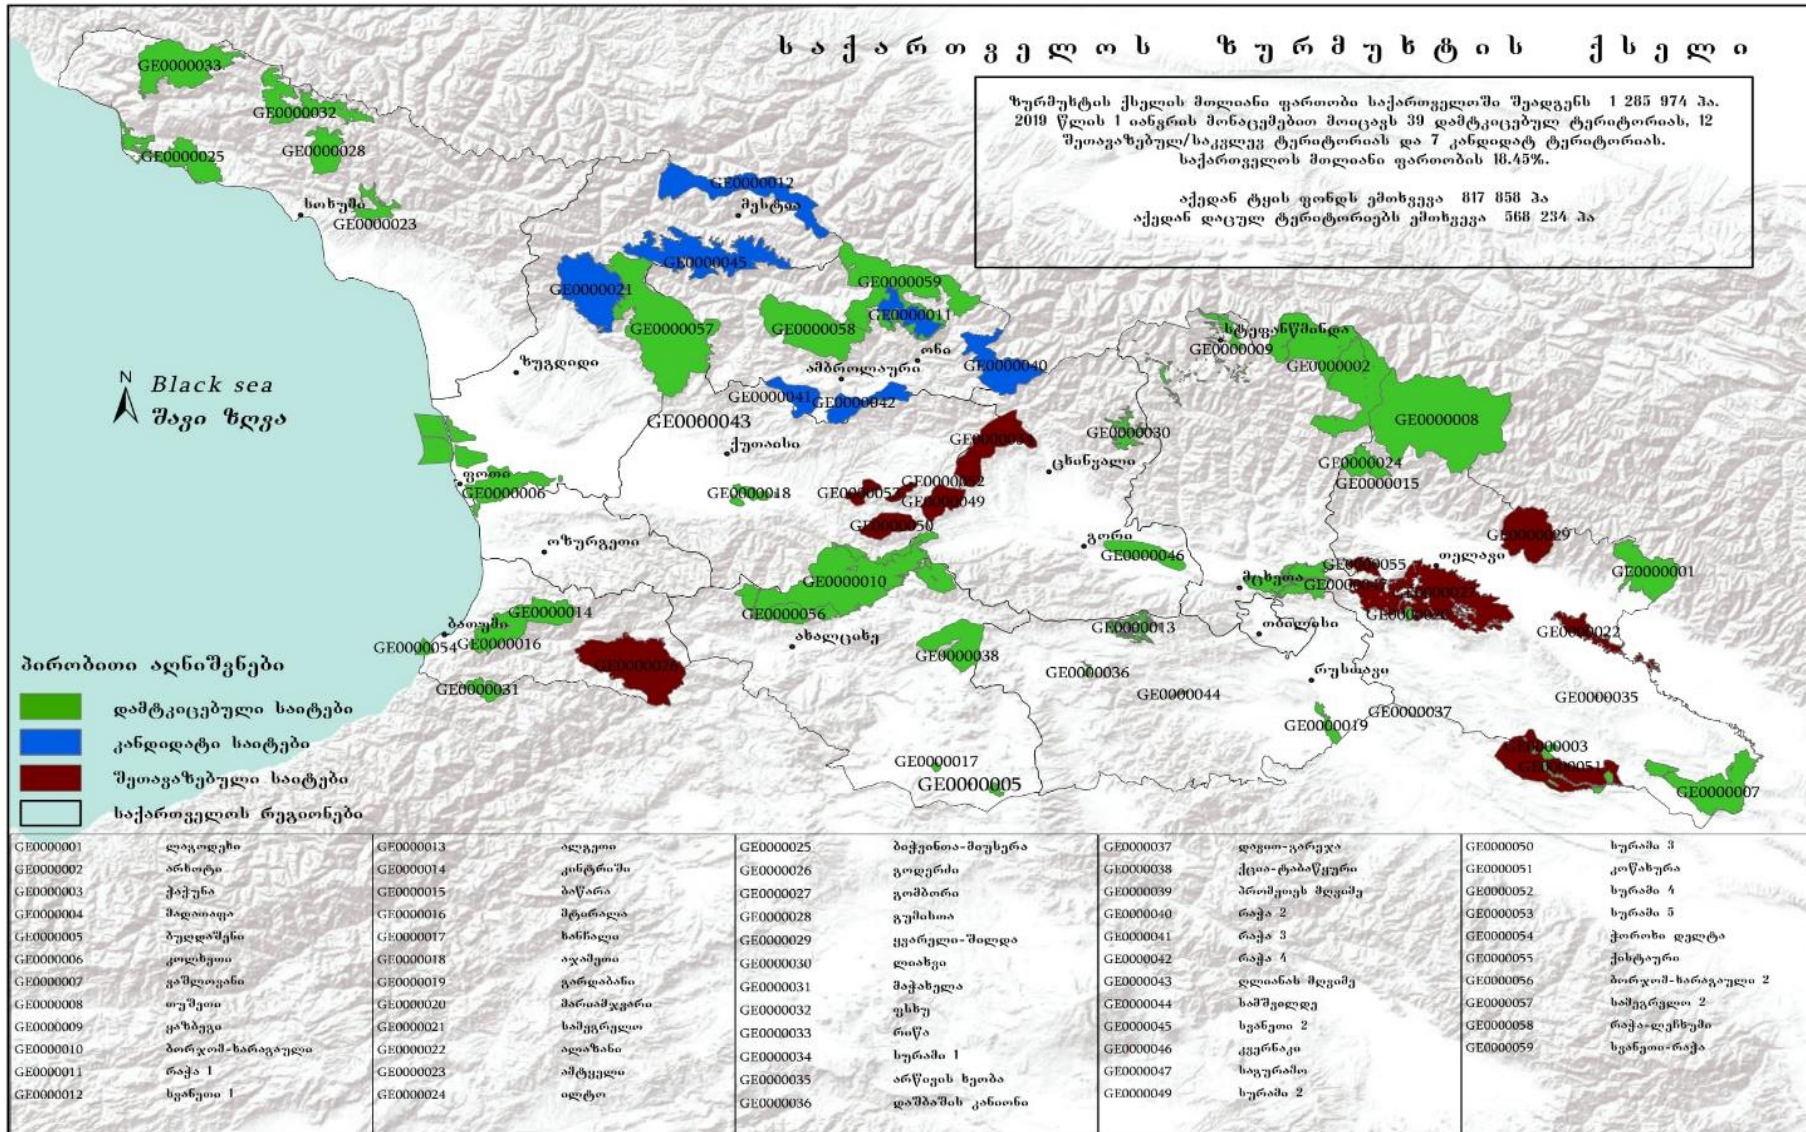 საქართველოს ზურმუხტის ქსელი
ზურმუხტის ქსელის მთლიანი ფართობი საქართველოში შეადგენს 1 285 974 ჰა.
2019 წლის 1 იანვრის მონაცემებით მოიცავს 39 დამტკიცებულ ტერიტორიას, 12
შეთავაზებულ/საკვლევ ტერიტორიას და 7 კანდიდატ ტერიტორიას.
საქართველოს მთლიანი ფართობის 18.45%.
აქედან ტყის ფონდს ემთხვევა 817 858 ჰა
აქედან დაცულ ტერიტორიებს ემთხვევა 568 234 ჰა
GE0000033
GE0000032
GE0000025
GE0000028
სოხუმი
GE0000023
GE0000012
მესტია
GE0000045
GE0000021
GE0000059
GE0000011
GE0000057
GE0000058
ონი
GE0000040
ამბროლაური
ზუგდიდი
GE0000041
GE0000042
GE0000043
სტეფანწმინდა
GE0000009
GE0000002
GE0000008
N
Black sea
შავი ზღვა
ქუთაისი
GE0000030
ცხინვალი
GE0000024
GE0000015
ფოთი
GE0000006
GE0000018
GE0000052
GE0000049
GE0000050
ოზურგეთი
გორი
GE0000046
GE0000029
თელავი
GE0000001
GE0000055
მცხეთა
GE0000010
GE0000056
GE0000014
ბათუმი
GE0000016
GE0000054
ახალციხე
GE0000013
თბილისი
GE0000022
GE0000026
GE0000038
GE0000036
GE0000031
GE0000044
რუსთავი
GE0000035
GE0000037
GE0000019
GE0000003
GE0000051
GE0000007
GE0000017
GE0000005
პირობითი აღნიშვნები
დამტკიცებული საიტები
კანდიდატი საიტები
შეთავაზებული საიტები
საქართველოს რეგიონები
GE0000001 ლაგოდეხი
GE0000002 არხოტი
GE0000003 ჭაჭუნა
GE0000004 მადათაფა
GE0000005 ბუღდაშენი
GE0000006 კოლხეთი
GE0000007 ვაშლოვანი
GE0000008 თუშეთი
GE0000009 ყაზბეგი
GE0000010 ბორჯომ-ხარაგაული
GE0000011 რაჭა 1
GE0000012 სვანეთი 1
GE0000013 ალგეთი
GE0000014 კინტრიში
GE0000015 ბაწარა
GE0000016 მტირალა
GE0000017 ხანჩალი
GE0000018 აჯამეთი
GE0000019 გარდაბანი
GE0000020 მარიამჯვარი
GE0000021 სამეგრელო
GE0000022 ალაზანი
GE0000023 ამტყელი
GE0000024 ილტო
GE0000025 ბიჭვინთა-მიუსერა
GE0000026 გოდერძი
GE0000027 გომბორი
GE0000028 გუმისთა
GE0000029 ყვარელი-შილდა
GE0000030 ლიახვი
GE0000031 მაჭახელა
GE0000032 ფსხუ
GE0000033 რიწა
GE0000034 სურამი 1
GE0000035 არწივის ხეობა
GE0000036 დაშბაშის კანიონი
GE0000037 დავით-გარეჯა
GE0000038 ქცია-ტაბაწყური
GE0000039 პრომეთეს მღვიმე
GE0000040 რაჭა 2
GE0000041 რაჭა 3
GE0000042 რაჭა 4
GE0000043 ღლიანას მღვიმე
GE0000044 სამშვილდე
GE0000045 სვანეთი 2
GE0000046 კვერნაკი
GE0000047 საგურამო
GE0000049 სურამი 2
GE0000050 სურამი 3
GE0000051 კოწახურა
GE0000052 სურამი 4
GE0000053 სურამი 5
GE0000054 ჭოროხი დელტა
GE0000055 ქისტაური
GE0000056 ბორჯომ-ხარაგაული 2
GE0000057 სამეგრელო 2
GE0000058 რაჭა-ლეჩხუმი
GE0000059 სვანეთი-რაჭა